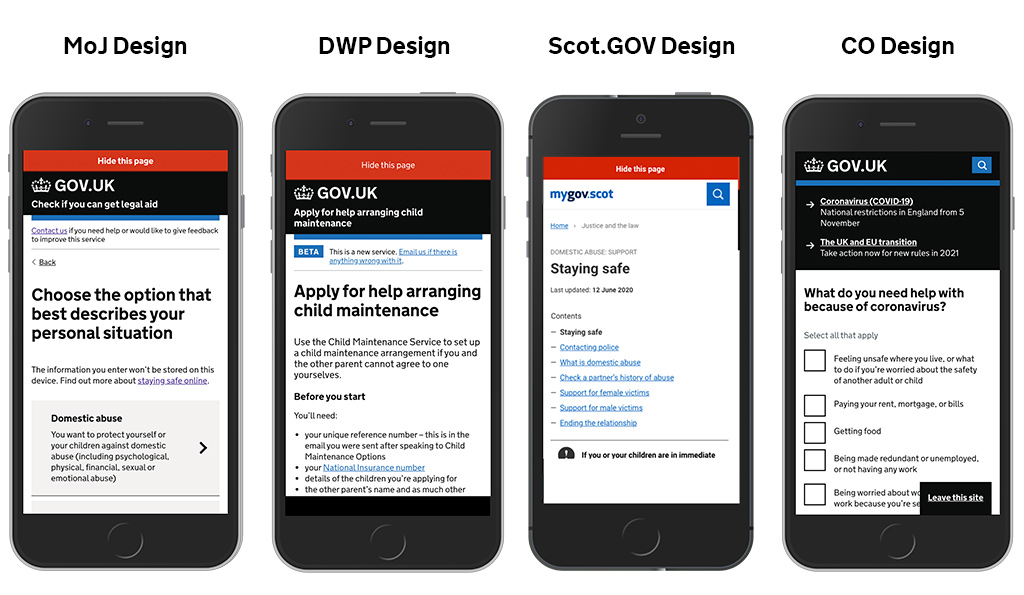 MoJ Design
DWP Design
Scot.GOV Design
CO Design
Hide this page
GOV.UK
Check if you can get legal aid
Contact us if you need help or would like to give feedback
to improve this service
Back
Choose the option that
best describes your
personal situation
The information you enter won't be stored on this
device. Find out more about staying safe online.
Domestic abuse
You want to protect yourself or
your children against domestic
abuse (including psychological,
physical, financial, sexual or
emotional abuse)
Hide this page
GOV.UK
Apply for help arranging child
maintenance
BETA
This is a new service. Email us if there is
anything wrong with it.
Apply for help arranging
child maintenance
Use the Child Maintenance Service to set up
a child maintenance arrangement if you and
the other parent cannot agree to one
yourselves.
Before you start
You'll need:
• your unique reference number – this is in the
email you were sent after speaking to Child
Maintenance Options
• your National Insurance number
• details of the children you're applying for
• the other parent's name and as much other
Hide this page
mygov.scot
Home › Justice and the law
DOMESTIC ABUSE: SUPPORT
Staying safe
Last updated: 12 June 2020
Contents
– Staying safe
– Contacting police
– What is domestic abuse
– Check a partner's history of abuse
– Support for female victims
– Support for male victims
– Ending the relationship
If you or your children are in immediate
GOV.UK
→ Coronavirus (COVID-19)
National restrictions in England from 5
November
→ The UK and EU transition
Take action now for new rules in 2021
What do you need help with
because of coronavirus?
Select all that apply
Feeling unsafe where you live, or what
to do if you're worried about the safety
of another adult or child
Paying your rent, mortgage, or bills
Getting food
Being made redundant or unemployed,
or not having any work
Being worried about
work because you're
Leave this site